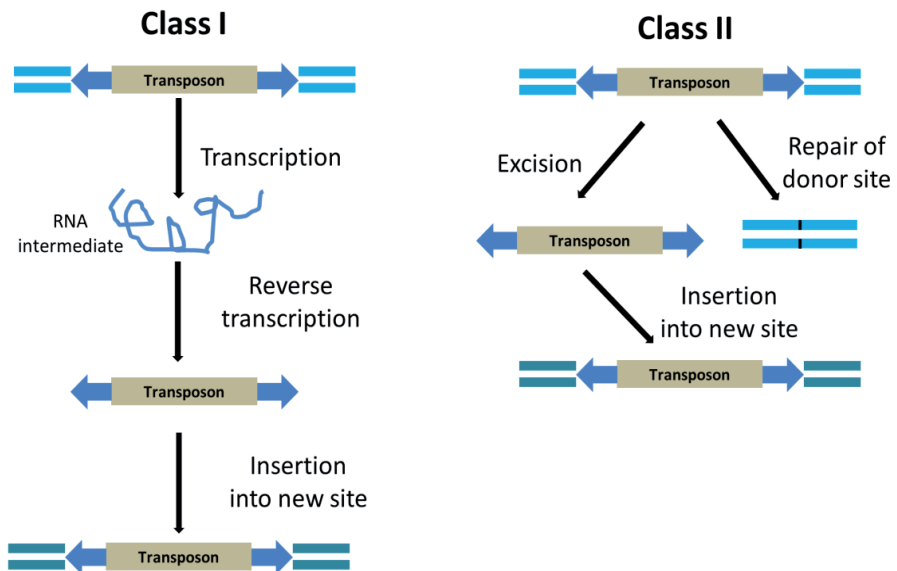 Class I
Transposon
Transcription
RNA
intermediate
Reverse
transcription
Transposon
Insertion
into new site
Transposon
Class II
Transposon
Excision
Repair of
donor site
Transposon
Insertion
into new site
Transposon